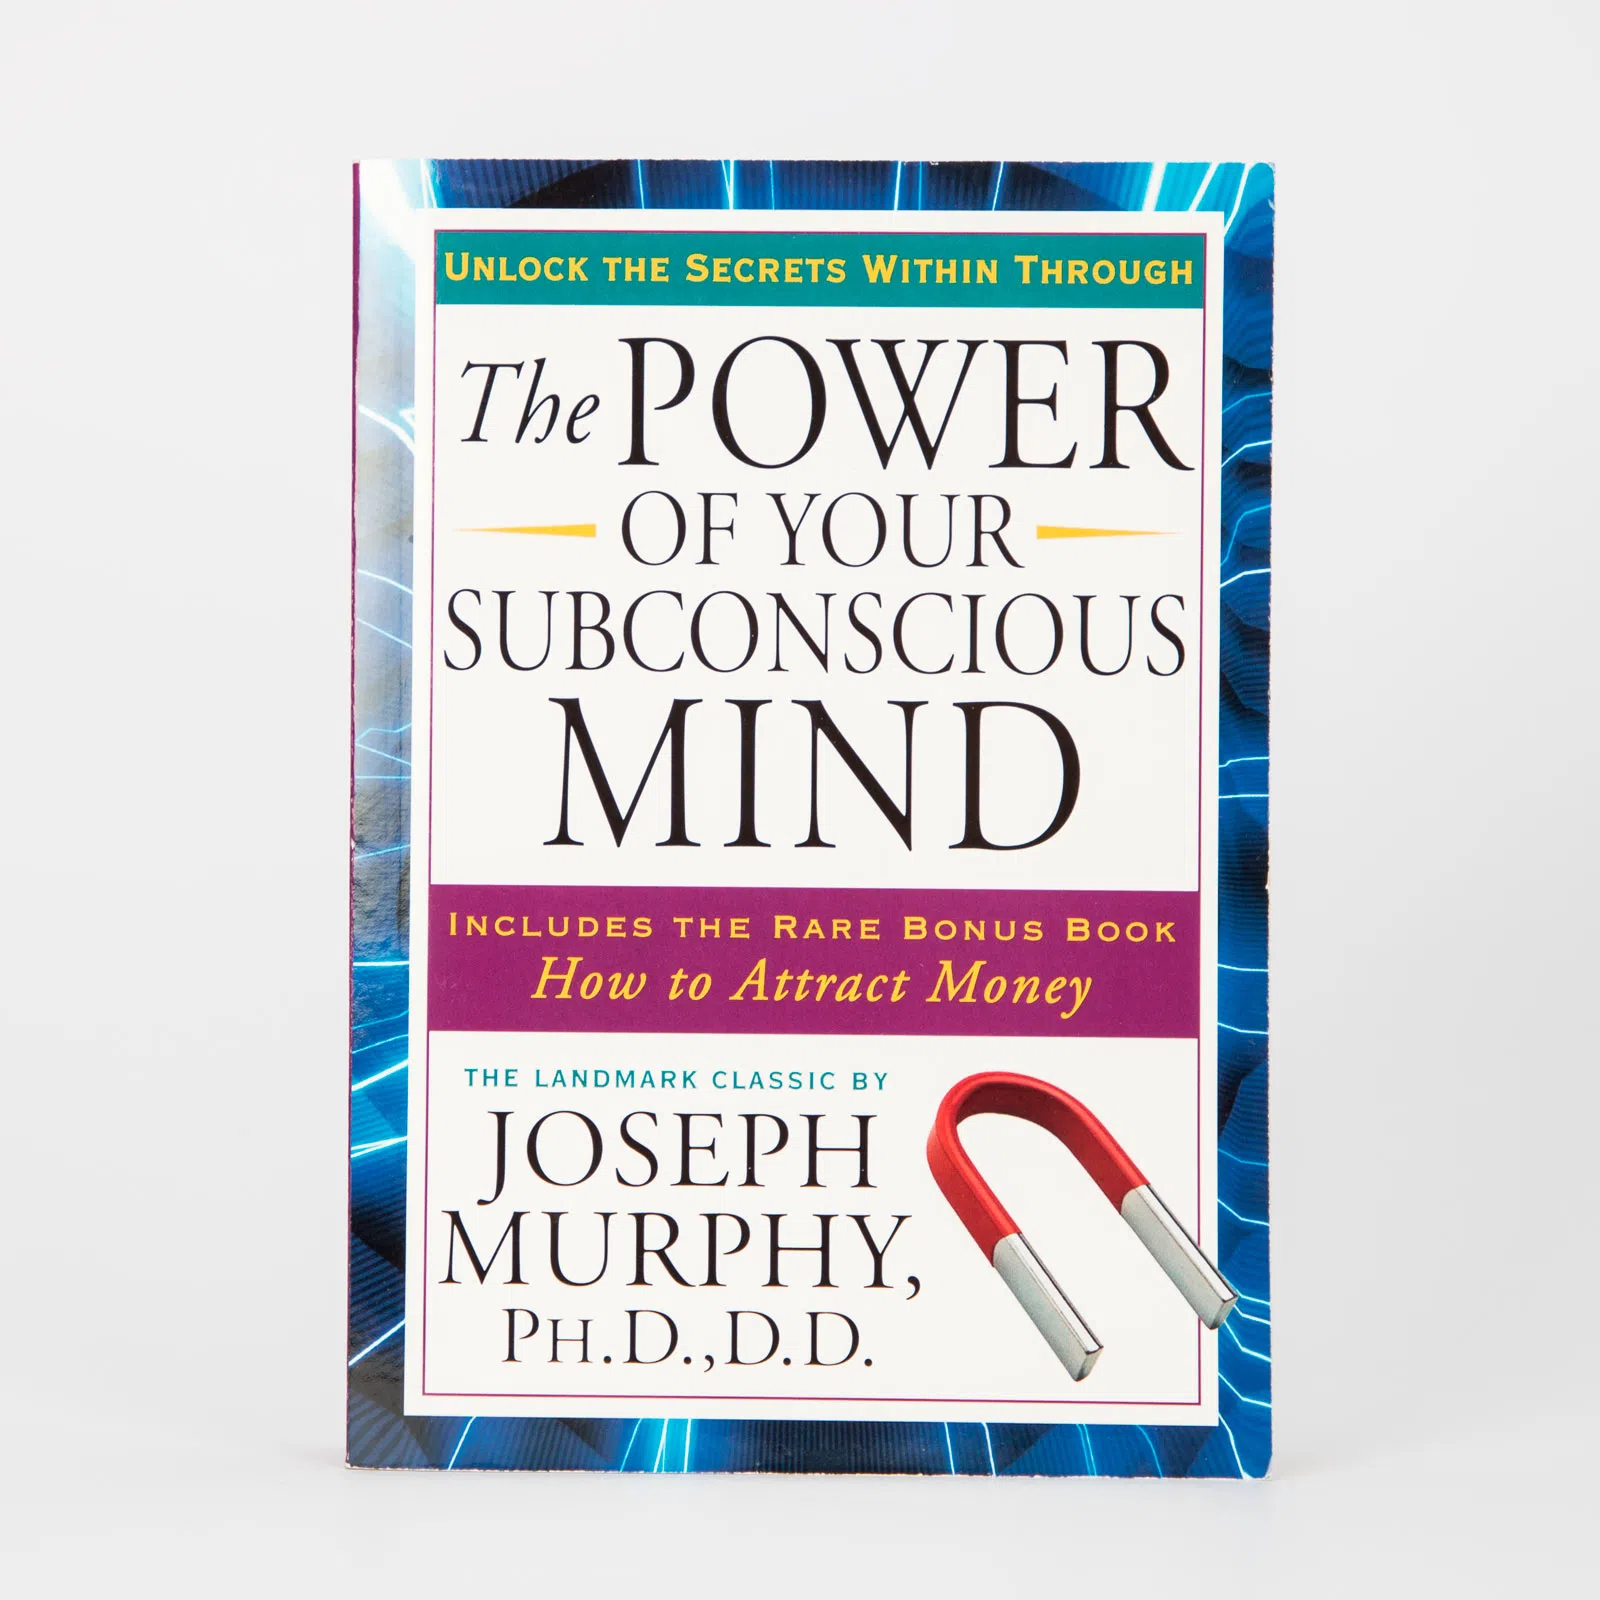 UNLOCK THE SECRETS WITHIN THROUGH
The POWER
OF YOUR
SUBCONSCIOUS
MIND
INCLUDES THE RARE BONUS BOOK
How to Attract Money
THE LANDMARK CLASSIC BY
JOSEPH
MURPHY,
PH.D., D.D.